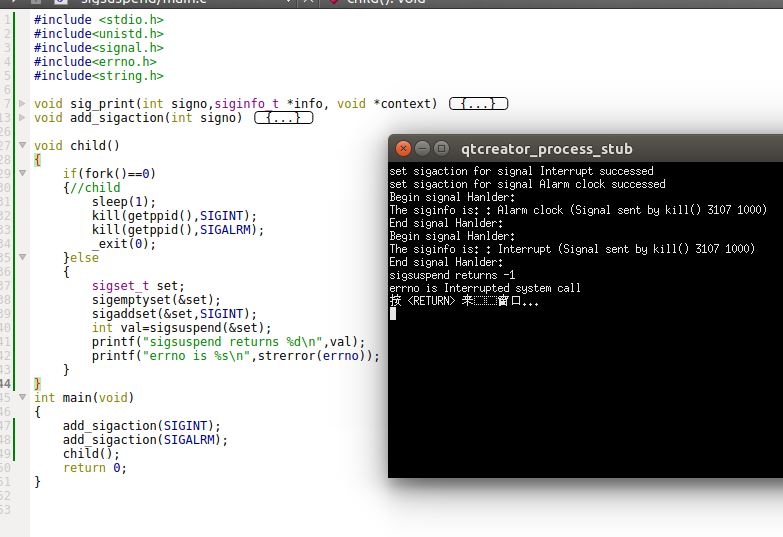 sigsuspend/main.c
child(): void
1 #include <stdio.h>
2 #include<unistd.h>
3 #include<signal.h>
4 #include<errno.h>
5 #include<string.h>
6
7 void sig_print(int signo,siginfo_t *info, void *context) {...}
13 void add_sigaction(int signo) {...}
26
27 void child()
28 {
29 if(fork()==0)
30 {//child
31 sleep(1);
32 kill(getppid(),SIGINT);
33 kill(getppid(),SIGALRM);
34 _exit(0);
35 }else
36 {
37 sigset_t set;
38 sigemptyset(&set);
39 sigaddset(&set,SIGINT);
40 int val=sigsuspend(&set);
41 printf("sigsuspend returns %d\n",val);
42 printf("errno is %s\n",strerror(errno));
43 }
44 }
45 int main(void)
46 {
47 add_sigaction(SIGINT);
48 add_sigaction(SIGALRM);
49 child();
50 return 0;
51 }
52
53
qtcreator_process_stub
set sigaction for signal Interrupt successed
set sigaction for signal Alarm clock successed
Begin signal Hanlder:
The siginfo is: : Alarm clock (Signal sent by kill() 3107 1000)
End signal Hanlder:
Begin signal Hanlder:
The siginfo is: : Interrupt (Signal sent by kill() 3107 1000)
End signal Hanlder:
sigsuspend returns -1
errno is Interrupted system call
按 <RETURN> 来窗口...